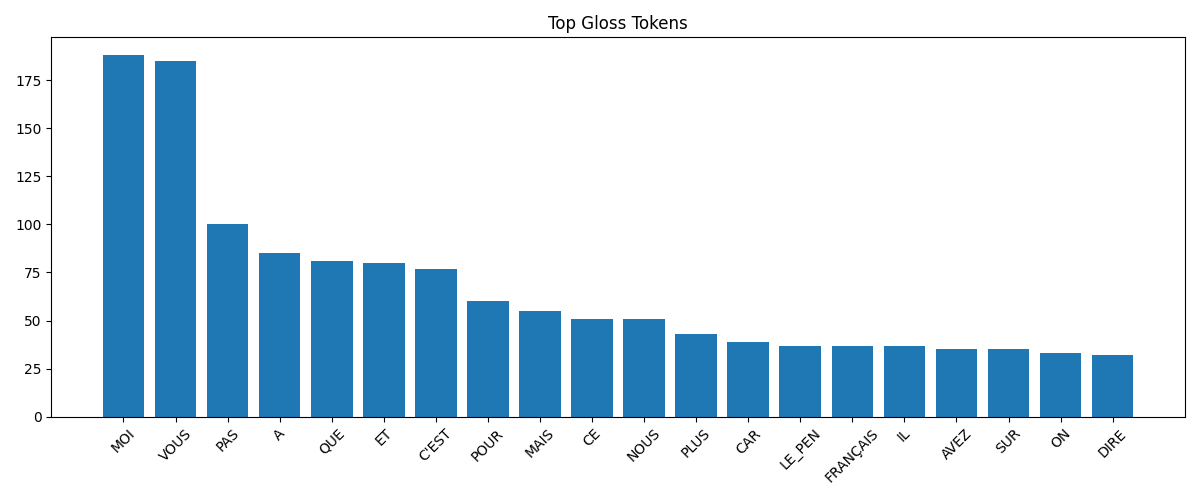 Top Gloss Tokens
175
150
125
100
75
50
25
0
MOI
VOUS
PAS
A
QUE
ET
C'EST
POUR
MAIS
CE
NOUS
PLUS
CAR
LE_PEN
FRANÇAIS
IL
AVEZ
SUR
ON
DIRE